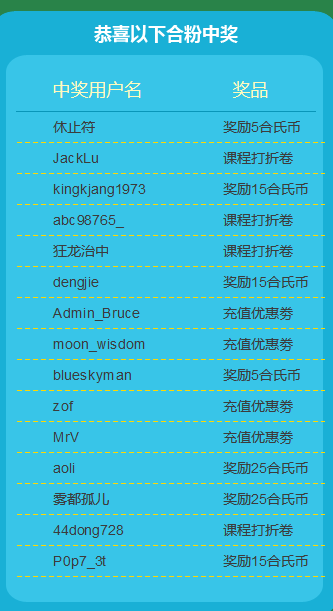 恭喜以下合粉中奖
中奖用户名 奖品
休止符 奖励5合氏币
JackLu 课程打折卷
kingkjang1973 奖励15合氏币
abc98765_ 课程打折卷
狂龙治中 课程打折卷
dengjie 奖励15合氏币
Admin_Bruce 充值优惠劵
moon_wisdom 充值优惠劵
blueskyman 奖励5合氏币
zof 充值优惠劵
MrV 充值优惠劵
aoli 奖励25合氏币
雾都孤儿 奖励25合氏币
44dong728 课程打折卷
P0p7_3t 奖励15合氏币